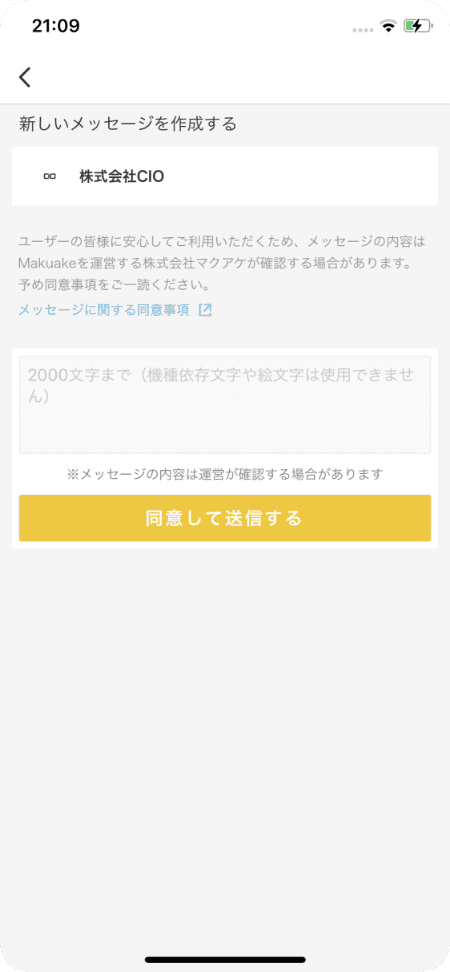 21:09
新しいメッセージを作成する
株式会社CIO
ユーザーの皆様に安心してご利用いただくため、メッセージの内容は
Makuakeを運営する株式会社マクアケが確認する場合があります。
予め同意事項をご一読ください。
メッセージに関する同意事項
2000文字まで（機種依存文字や絵文字は使用できませ
ん）
※メッセージの内容は運営が確認する場合があります
同意して送信する